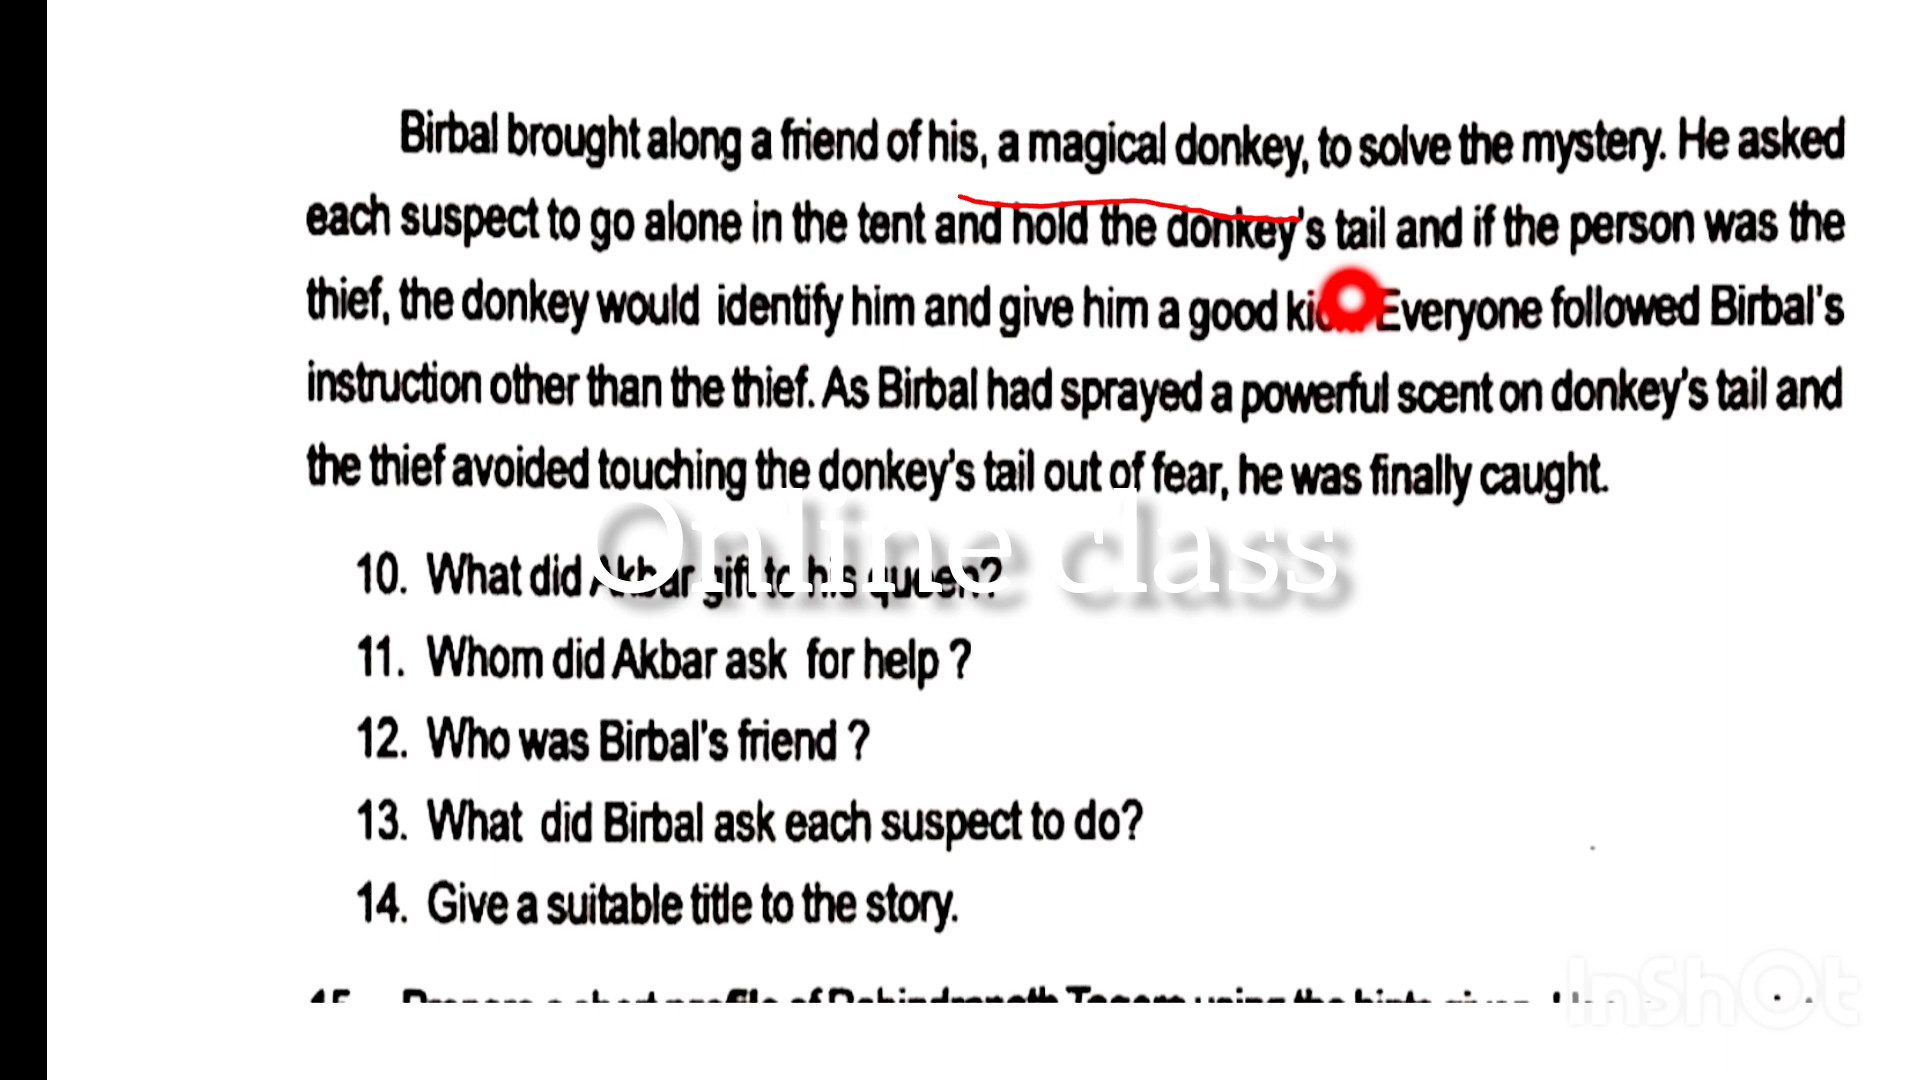 Birbal brought along a friend of his, a magical donkey, to solve the mystery. He asked
each suspect to go alone in the tent and hold the donkey's tail and if the person was the
thief, the donkey would identify him and give him a good Everyone followed Birbal's
instruction other than the thief. As Birbal had sprayed a powerful scent on donkey's tail and
the thief avoided touching the donkey's tail out of fear, he was finally caught.
Online class
10. What did Akbar gift to his queen?
11. Whom did Akbar ask for help ?
12. Who was Birbal's friend ?
13. What did Birbal ask each suspect to do?
14. Give a suitable title to the story.
InShOt